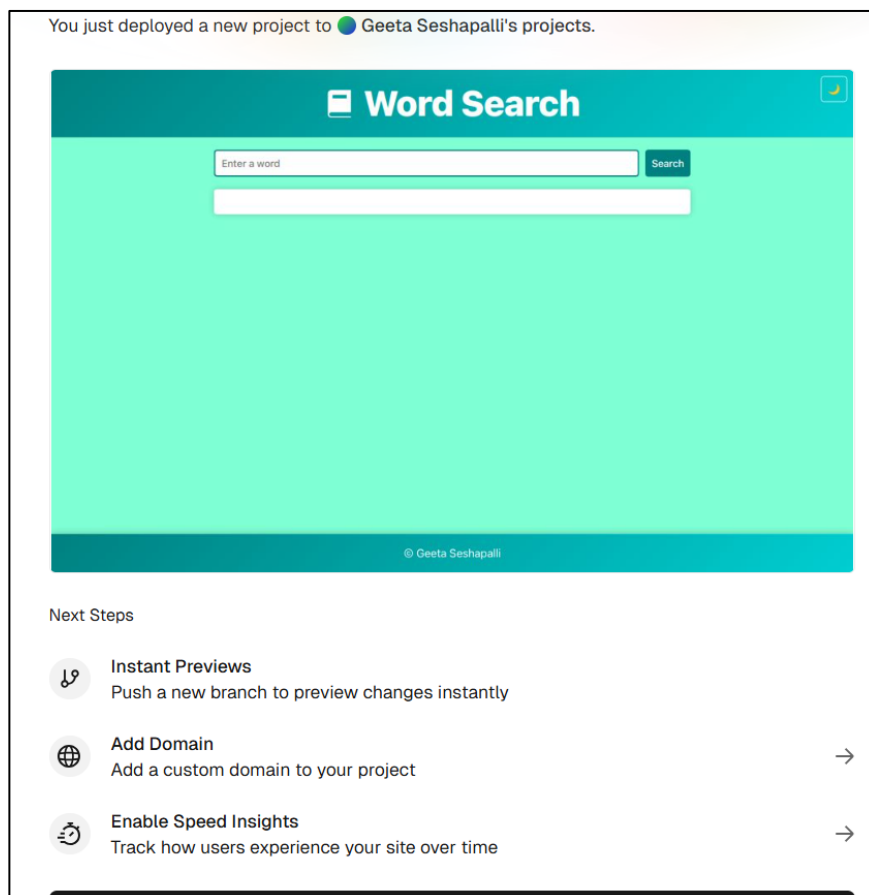 You just deployed a new project to Geeta Seshapalli's projects.
Word Search
Enter a word
Search
© Geeta Seshapalli
Next Steps
Instant Previews
Push a new branch to preview changes instantly
Add Domain
Add a custom domain to your project
Enable Speed Insights
Track how users experience your site over time